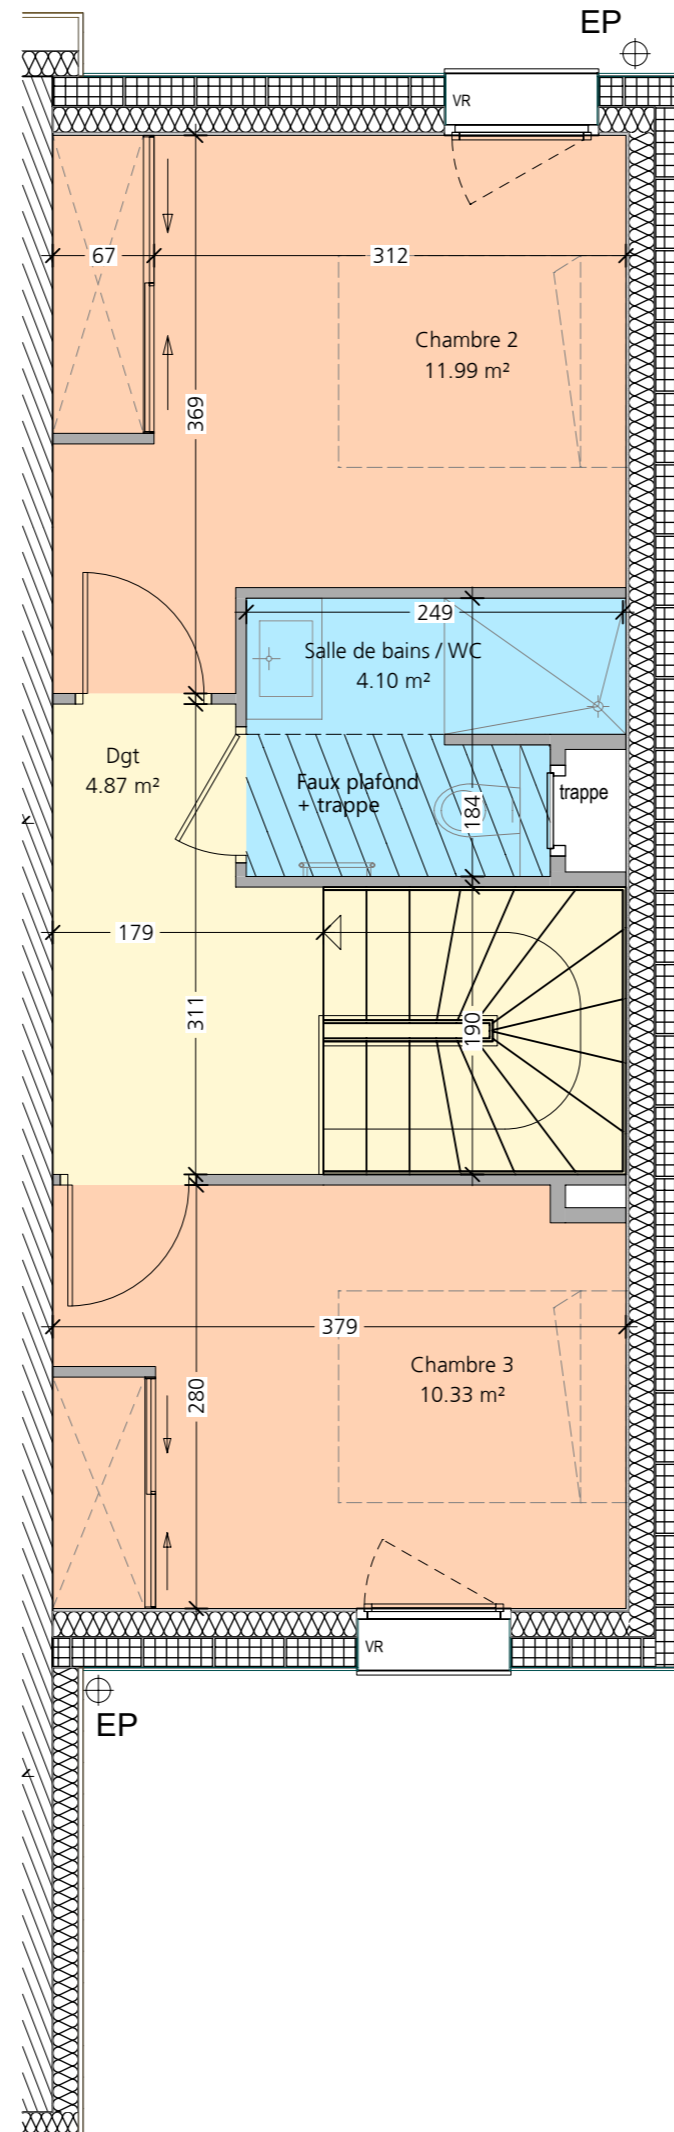 EP
VR
67
312
Chambre 2
11.99 m²
369
249
Salle de bains / WC
4.10 m²
Dgt
4.87 m²
Faux plafond
+ trappe
184
trappe
179
311
190
379
Chambre 3
10.33 m²
280
VR
EP